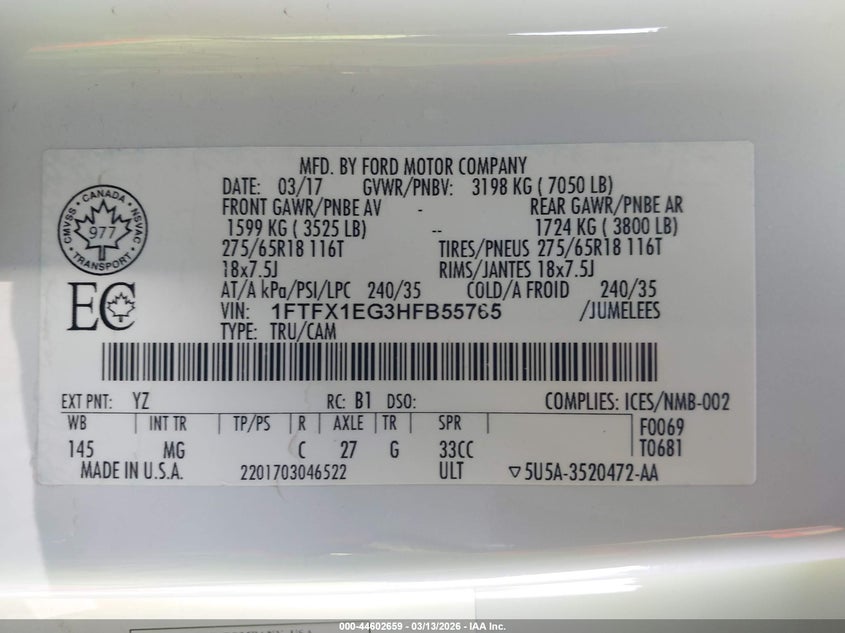 MFD. BY FORD MOTOR COMPANY
DATE: 03/17 GVWR/PNBV: 3198 KG ( 7050 LB)
FRONT GAWR/PNBE AV - REAR GAWR/PNBE AR
1599 KG ( 3525 LB) -- 1724 KG ( 3800 LB)
275/65R18 116T TIRES/PNEUS 275/65R18 116T
18x7.5J RIMS/JANTES 18x7.5J
AT/A kPa/PSI/LPC 240/35 COLD/A FROID 240/35
VIN: 1FTFX1EG3HFB55765 /JUMELEES
TYPE: TRU/CAM
CANADA
CMVSS NSVAC
977
TRANSPORT
EC
EXT PNT: YZ RC: B1 DSO: COMPLIES: ICES/NMB-002
WB INT TR TP/PS R AXLE TR SPR F0069
145 MG C 27 G 33CC T0681
MADE IN U.S.A. 2201703046522 ULT ▽5U5A-3520472-AA
000-44602659 - 03/13/2026 - IAA Inc.